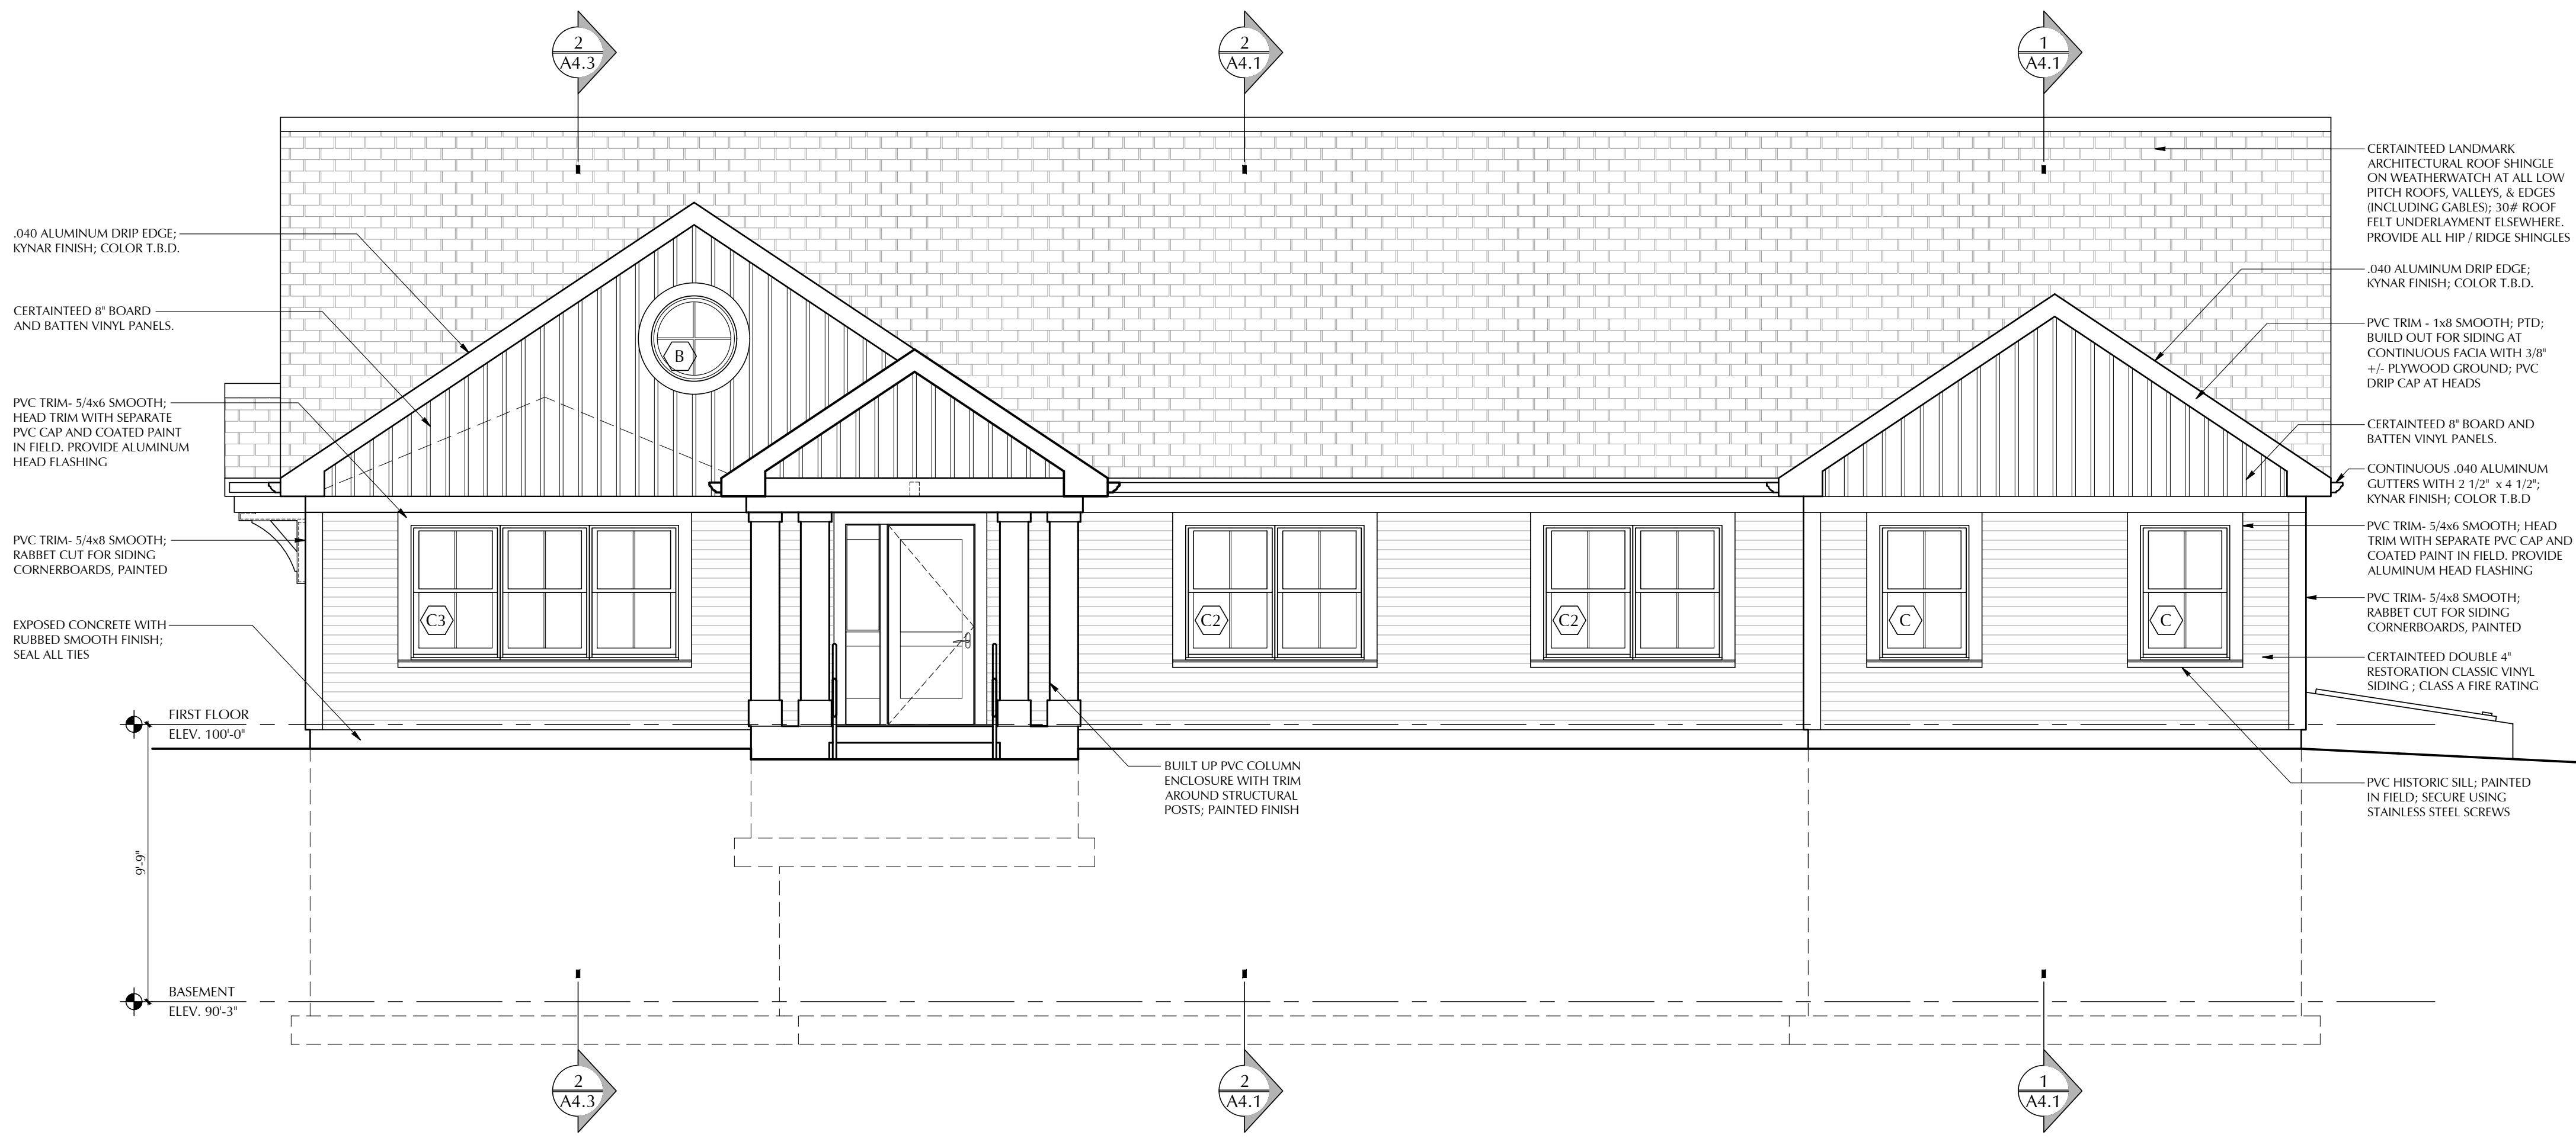 2
A4.3
2
A4.1
1
A4.1
.040 ALUMINUM DRIP EDGE;
KYNAR FINISH; COLOR T.B.D.
CERTAINTEED 8" BOARD
AND BATTEN VINYL PANELS.
PVC TRIM- 5/4x6 SMOOTH;
HEAD TRIM WITH SEPARATE
PVC CAP AND COATED PAINT
IN FIELD. PROVIDE ALUMINUM
HEAD FLASHING
PVC TRIM- 5/4x8 SMOOTH;
RABBET CUT FOR SIDING
CORNERBOARDS, PAINTED
EXPOSED CONCRETE WITH
RUBBED SMOOTH FINISH;
SEAL ALL TIES
FIRST FLOOR
ELEV. 100'-0"
9'-9"
BASEMENT
ELEV. 90'-3"
B
C3
C2
C2
C
C
BUILT UP PVC COLUMN
ENCLOSURE WITH TRIM
AROUND STRUCTURAL
POSTS; PAINTED FINISH
CERTAINTEED LANDMARK
ARCHITECTURAL ROOF SHINGLE
ON WEATHERWATCH AT ALL LOW
PITCH ROOFS, VALLEYS, & EDGES
(INCLUDING GABLES); 30# ROOF
FELT UNDERLAYMENT ELSEWHERE.
PROVIDE ALL HIP / RIDGE SHINGLES
.040 ALUMINUM DRIP EDGE;
KYNAR FINISH; COLOR T.B.D.
PVC TRIM - 1x8 SMOOTH; PTD;
BUILD OUT FOR SIDING AT
CONTINUOUS FACIA WITH 3/8"
+/- PLYWOOD GROUND; PVC
DRIP CAP AT HEADS
CERTAINTEED 8" BOARD AND
BATTEN VINYL PANELS.
CONTINUOUS .040 ALUMINUM
GUTTERS WITH 2 1/2" x 4 1/2";
KYNAR FINISH; COLOR T.B.D
PVC TRIM- 5/4x6 SMOOTH; HEAD
TRIM WITH SEPARATE PVC CAP AND
COATED PAINT IN FIELD. PROVIDE
ALUMINUM HEAD FLASHING
PVC TRIM- 5/4x8 SMOOTH;
RABBET CUT FOR SIDING
CORNERBOARDS, PAINTED
CERTAINTEED DOUBLE 4"
RESTORATION CLASSIC VINYL
SIDING ; CLASS A FIRE RATING
PVC HISTORIC SILL; PAINTED
IN FIELD; SECURE USING
STAINLESS STEEL SCREWS
2
A4.3
2
A4.1
1
A4.1